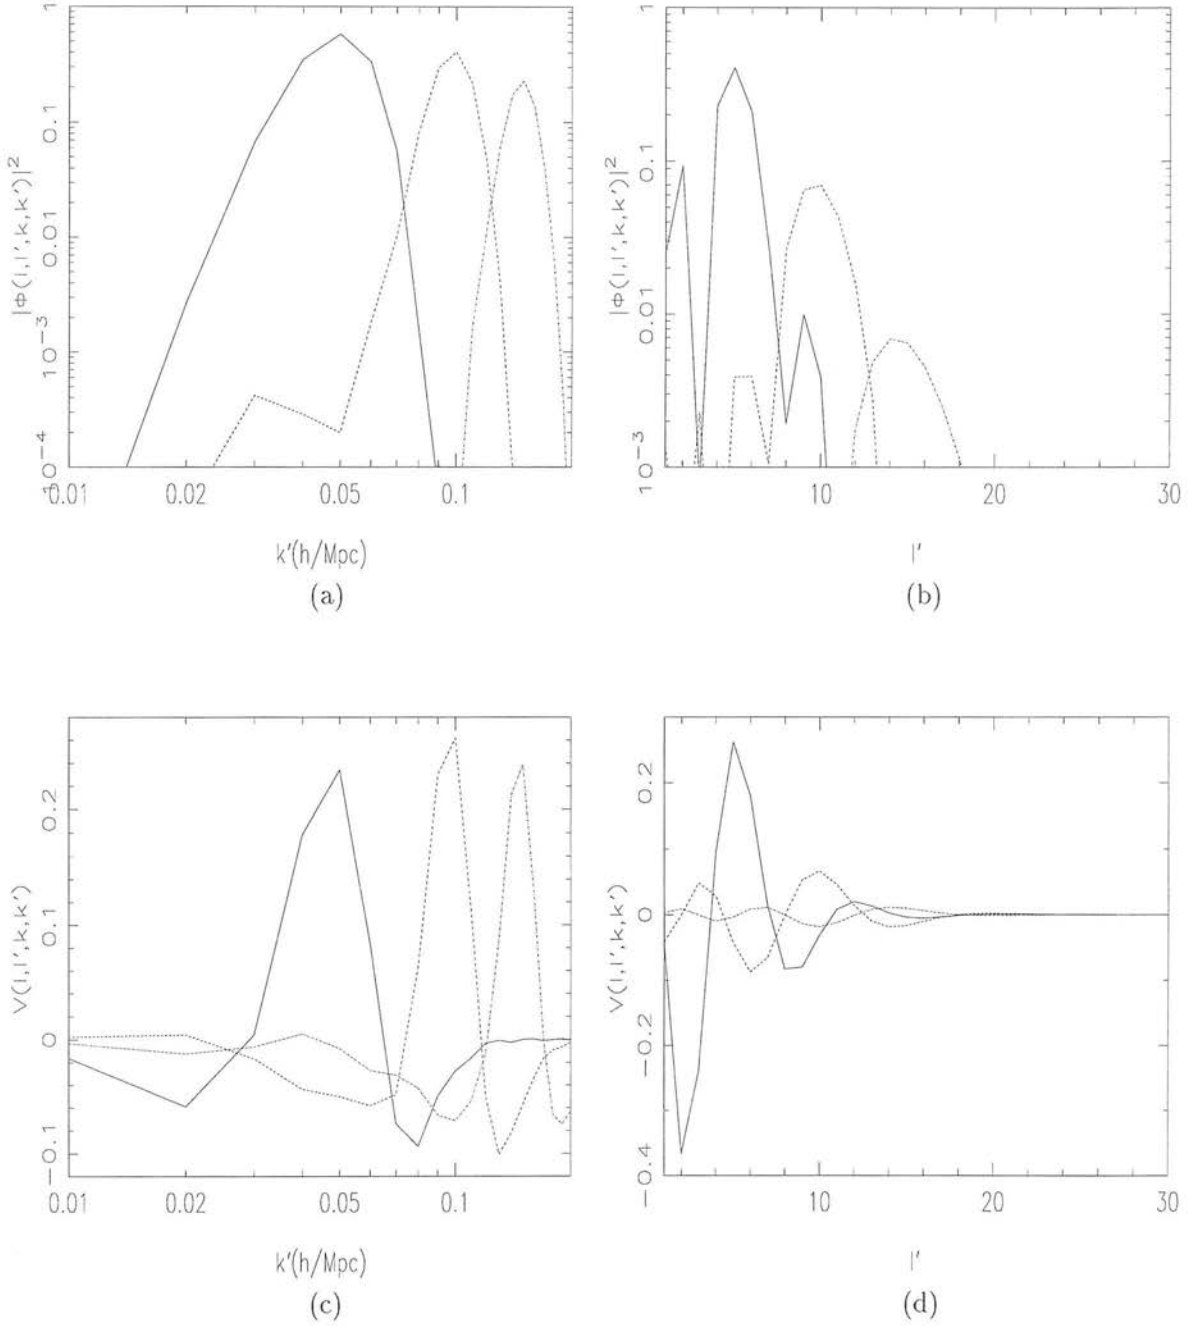 1
0.1
0.01
10⁻³
10⁻⁴
|Φ(l,l',k,k')|²
0.01
0.02
0.05
0.1
k'(h/Mpc)
(a)
1
0.1
0.01
10⁻³
|Φ(l,l',k,k')|²
10
20
30
l'
(b)
0.2
0.1
0
−0.1
V(l,l',k,k')
0.01
0.02
0.05
0.1
k'(h/Mpc)
(c)
0.2
0
−0.2
−0.4
V(l,l',k,k')
10
20
30
l'
(d)